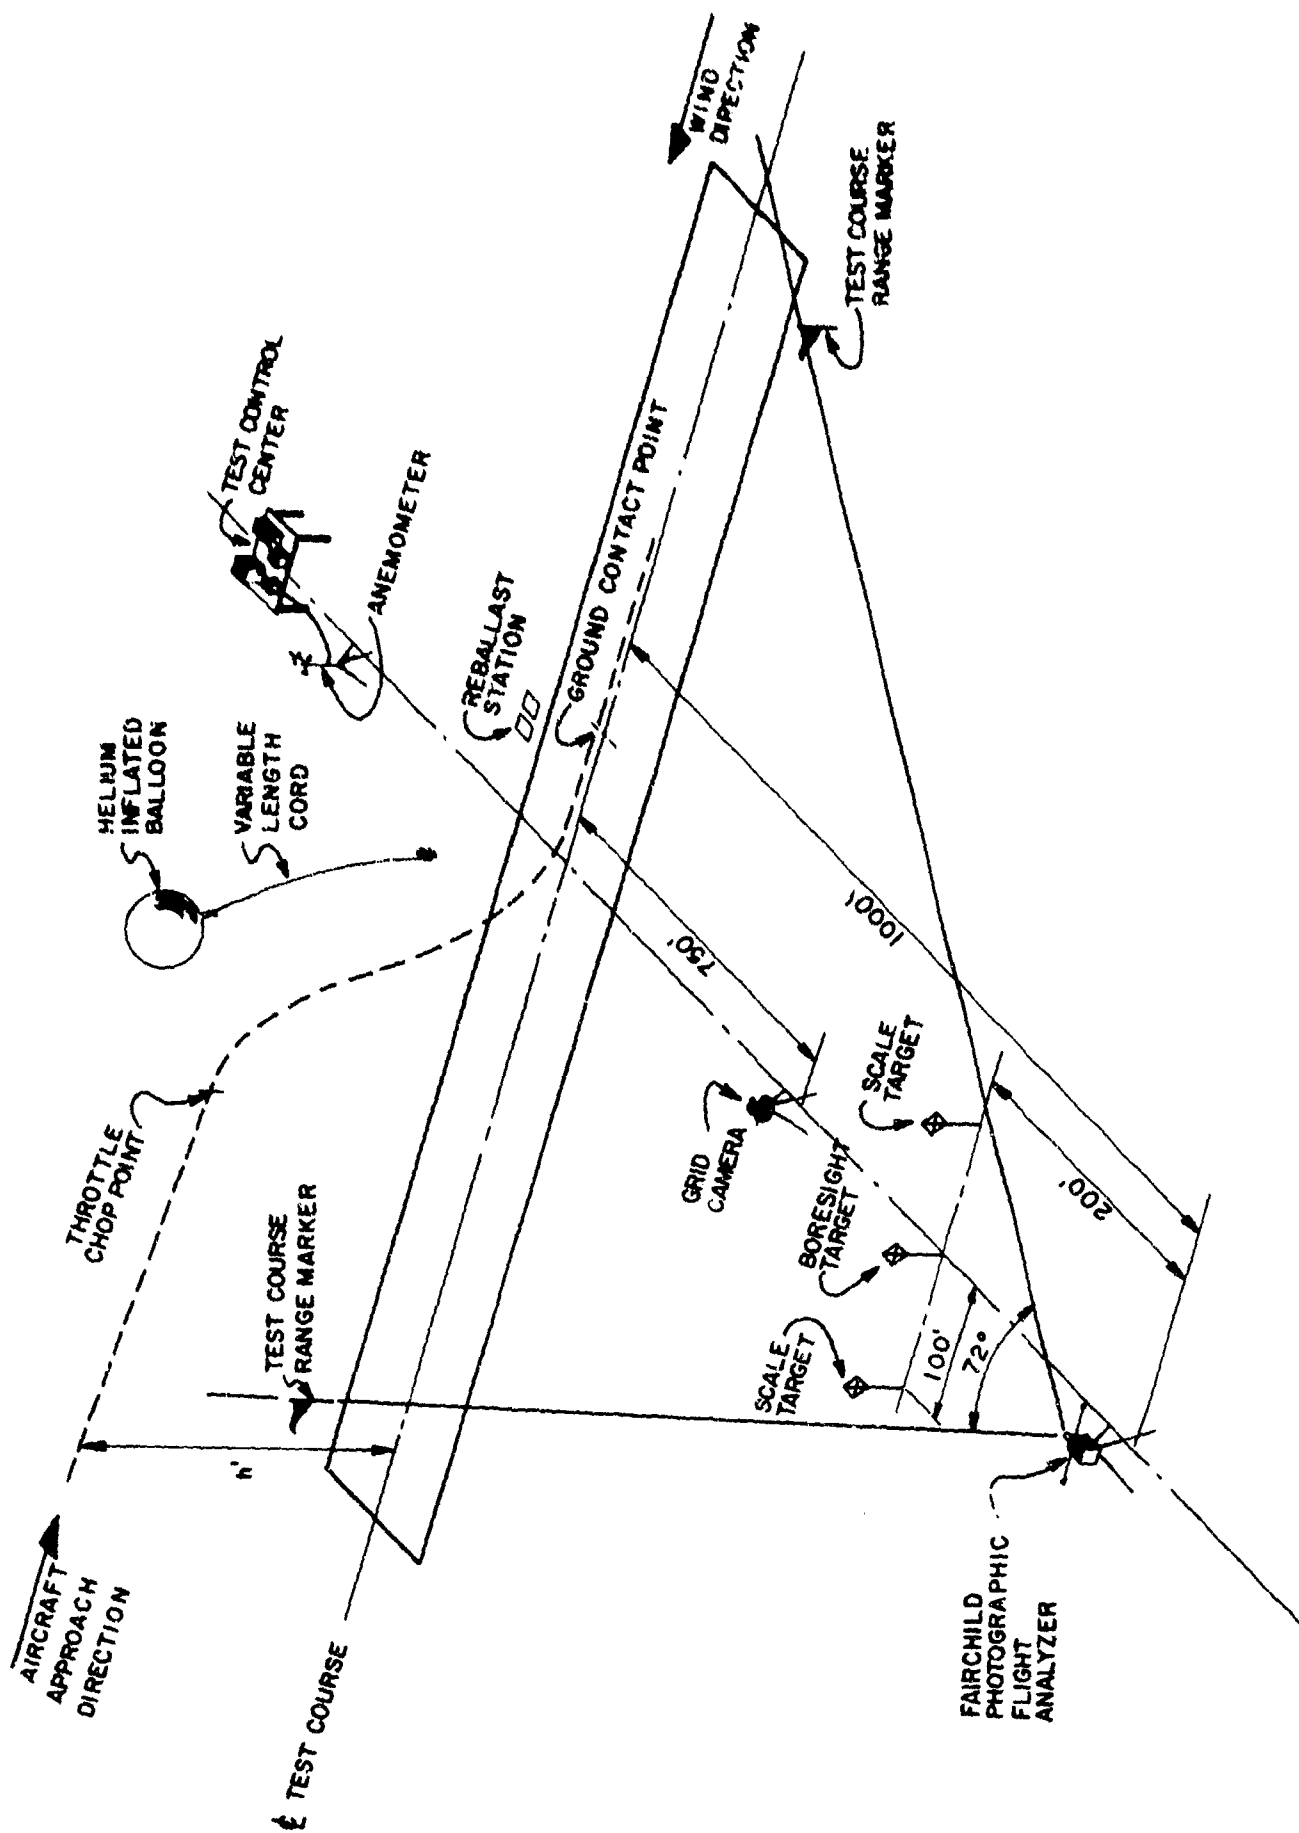 AIRCRAFT
APPROACH
DIRECTION
THROTTLE
CHOP POINT
HELIUM
INFLATED
BALLOON
VARIABLE
LENGTH
CORD
TEST CONTROL
CENTER
ANEMOMETER
WIND
DIRECTION
h'
TEST COURSE
RANGE MARKER
REBALLAST
STATION
GROUND CONTACT POINT
TEST COURSE
RANGE MARKER
℄ TEST COURSE
750'
1000'
GRID
CAMERA
SCALE
TARGET
BORESIGHT
TARGET
SCALE
TARGET
100'
72°
200'
FAIRCHILD
PHOTOGRAPHIC
FLIGHT
ANALYZER